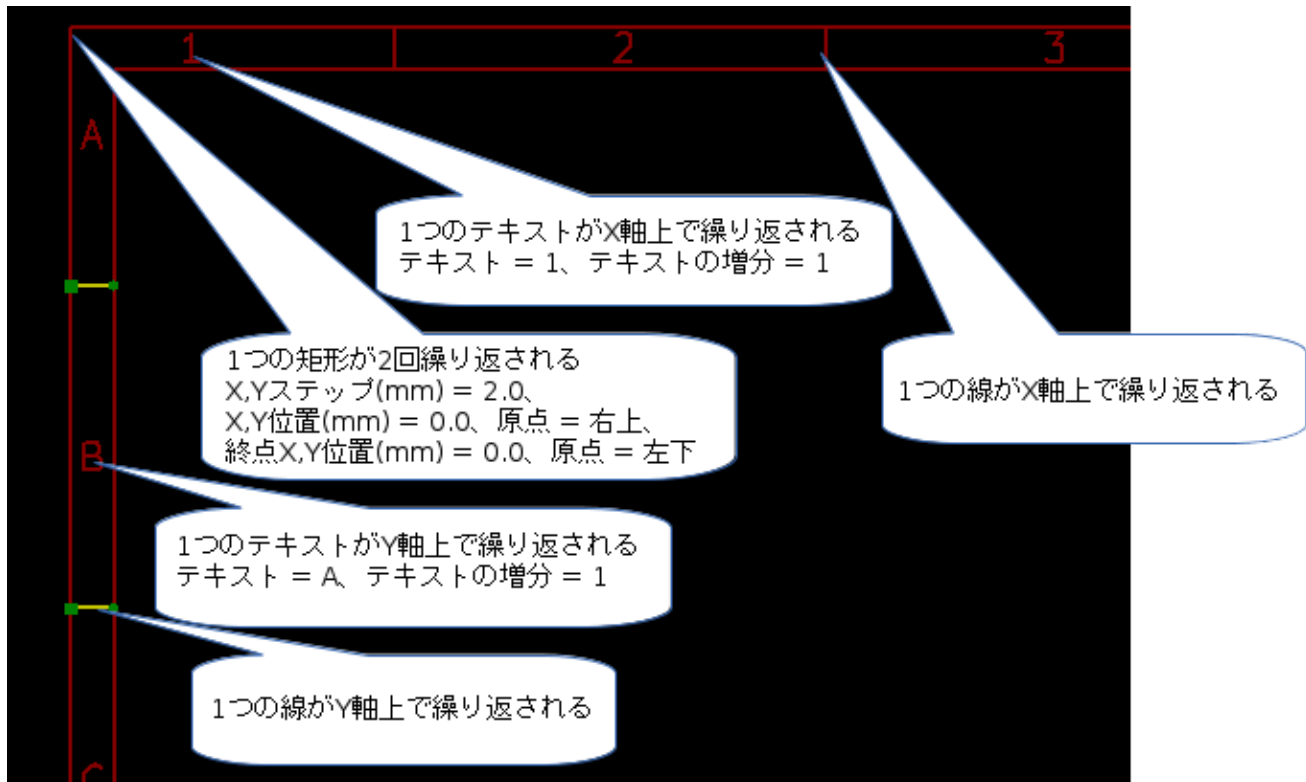 1
2
3
A
1つのテキストがX軸上で繰り返される
テキスト = 1、テキストの増分 = 1
1つの矩形が2回繰り返される
X,Yステップ(mm) = 2.0、
X,Y位置(mm) = 0.0、原点 = 右上、
終点X,Y位置(mm) = 0.0、原点 = 左下
1つの線がX軸上で繰り返される
B
1つのテキストがY軸上で繰り返される
テキスト = A、テキストの増分 = 1
1つの線がY軸上で繰り返される
C